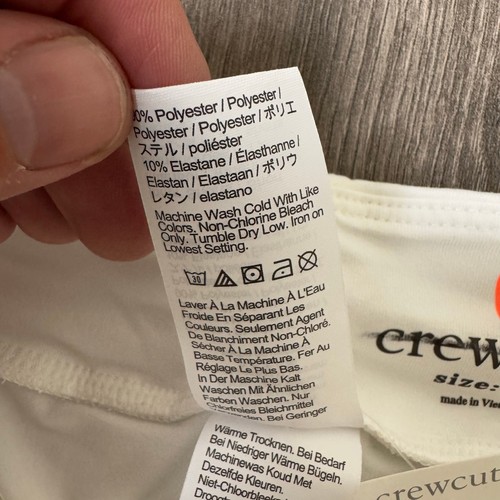 0% Polyester / Polyester /
Polyester / Polyester / ポリエ
ステル / poliéster
10% Elastane / Élasthanne /
Elastan / Elastaan / ポリウ
レタン / elastano
Machine Wash Cold With Like
Colors. Non-Chlorine Bleach
Only. Tumble Dry Low. Iron on
Lowest Setting.
30
Laver À La Machine À L'Eau
Froide En Séparant Les
Couleurs. Seulement Agent
De Blanchiment Non-Chloré.
Sécher À La Machine À
Basse Température. Fer Au
Réglage Le Plus Bas.
In Der Maschine Kalt
Waschen Mit Ähnlichen
Farben Waschen. Nur
Chlorfreies Bleichmittel
Bei Geringer
Wärme Trocknen. Bei Bedarf
Bei Niedriger Wärme Bügeln.
Machinewas Koud Met
Dezelfde Kleuren.
Niet-Chloorbleek
crew
size:
made in Vie
crewcut